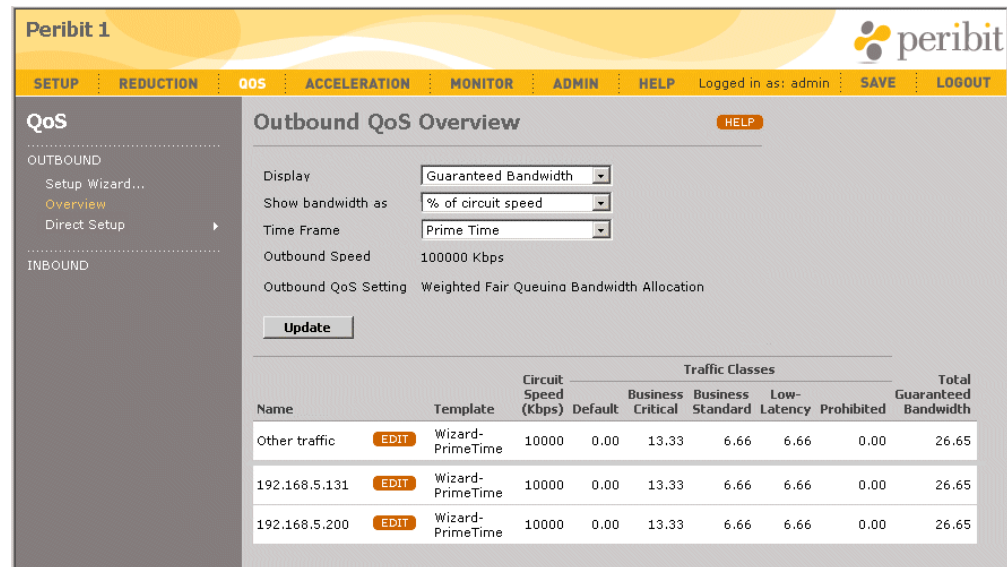 Peribit 1
peribit
SETUP REDUCTION QOS ACCELERATION MONITOR ADMIN HELP Logged in as: admin SAVE LOGOUT
QoS
OUTBOUND
Setup Wizard...
Overview
Direct Setup
INBOUND
Outbound QoS Overview HELP
Display Guaranteed Bandwidth
Show bandwidth as % of circuit speed
Time Frame Prime Time
Outbound Speed 100000 Kbps
Outbound QoS Setting Weighted Fair Queuing Bandwidth Allocation
Update
Traffic Classes
Name Template Circuit Speed (Kbps) Default Business Critical Business Standard Low-Latency Prohibited Total Guaranteed Bandwidth
Other traffic EDIT Wizard-PrimeTime 10000 0.00 13.33 6.66 6.66 0.00 26.65
192.168.5.131 EDIT Wizard-PrimeTime 10000 0.00 13.33 6.66 6.66 0.00 26.65
192.168.5.200 EDIT Wizard-PrimeTime 10000 0.00 13.33 6.66 6.66 0.00 26.65